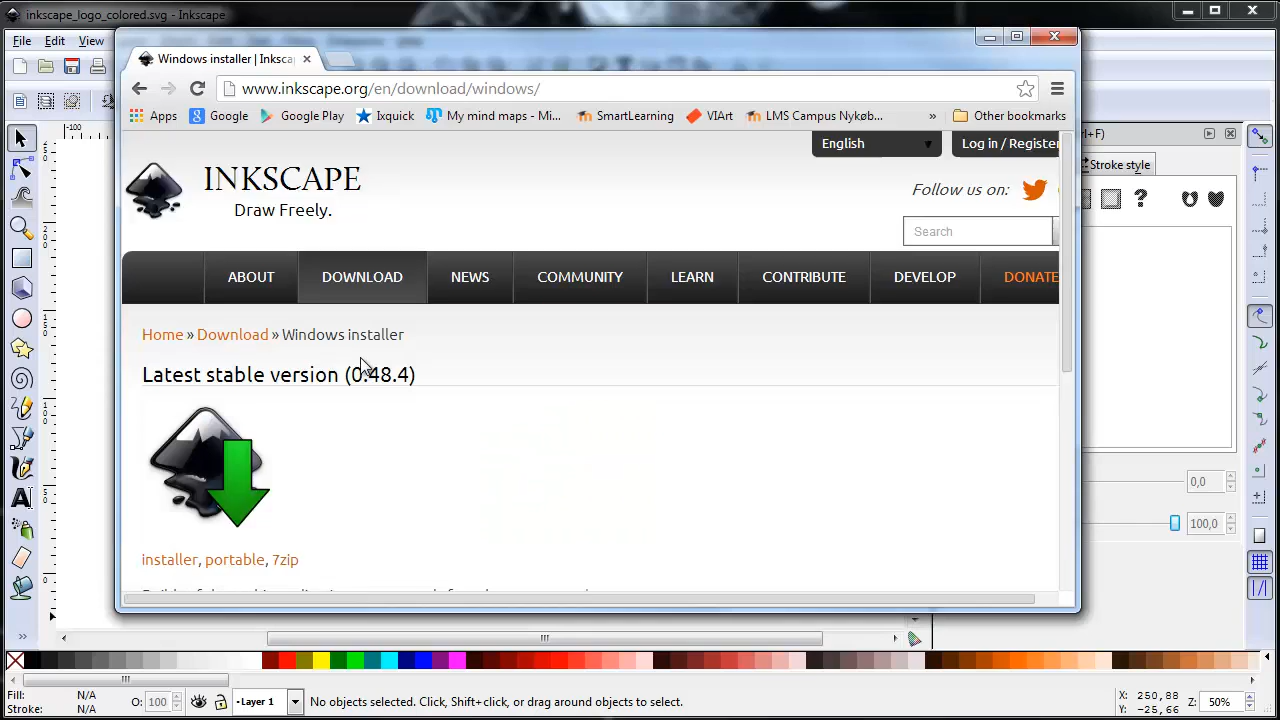 inkscape_logo_colored.svg - Inkscape
File Edit View
Windows installer | Inksca
www.inkscape.org/en/download/windows/
Apps Google Google Play Ixquick My mind maps - Mi... SmartLearning VIArt LMS Campus Nykøb... » Other bookmarks
English Log in / Register
INKSCAPE
Draw Freely.
Follow us on:
Search
ABOUT DOWNLOAD NEWS COMMUNITY LEARN CONTRIBUTE DEVELOP DONATE
Home » Download » Windows installer
Latest stable version (0.48.4)
installer, portable, 7zip
-100
rl+F)
Stroke style
0,0
100,0
Fill: N/A
Stroke: N/A
O: 100
Layer 1
No objects selected. Click, Shift+click, or drag around objects to select.
X: 250,88
Y: -25,66
Z: 50%